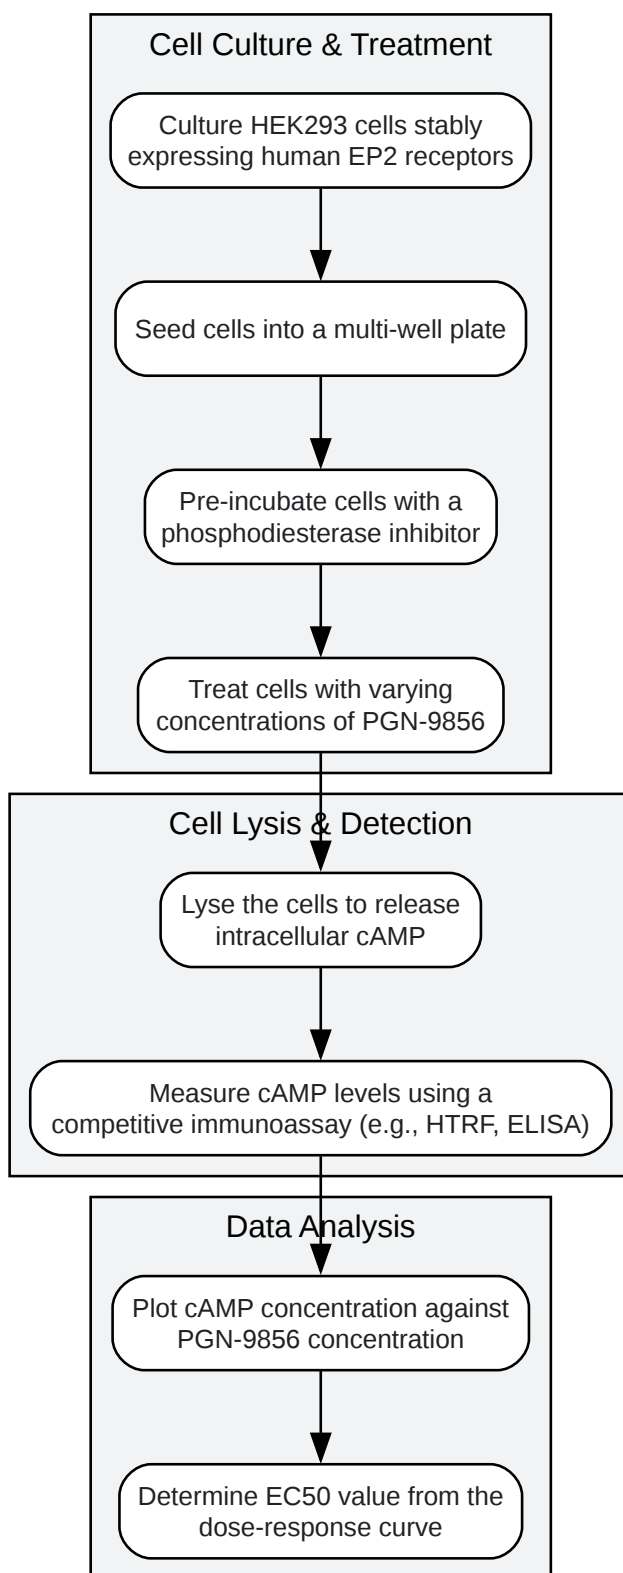 Cell Culture & Treatment
Culture HEK293 cells stably
expressing human EP2 receptors
Seed cells into a multi-well plate
Pre-incubate cells with a
phosphodiesterase inhibitor
Treat cells with varying
concentrations of PGN-9856
Cell Lysis & Detection
Lyse the cells to release
intracellular cAMP
Measure cAMP levels using a
competitive immunoassay (e.g., HTRF, ELISA)
Data Analysis
Plot cAMP concentration against
PGN-9856 concentration
Determine EC50 value from the
dose-response curve